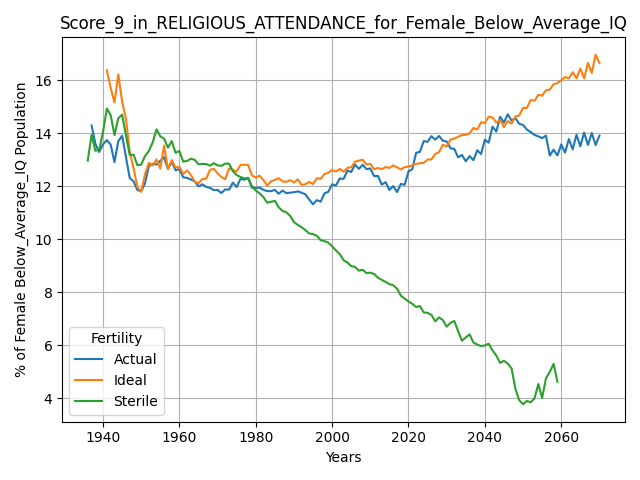 Score_9_in_RELIGIOUS_ATTENDANCE_for_Female_Below_Average_IQ
% of Female Below_Average_IQ Population
16
14
12
10
8
6
4
Fertility
Actual
Ideal
Sterile
1940
1960
1980
2000
2020
2040
2060
Years